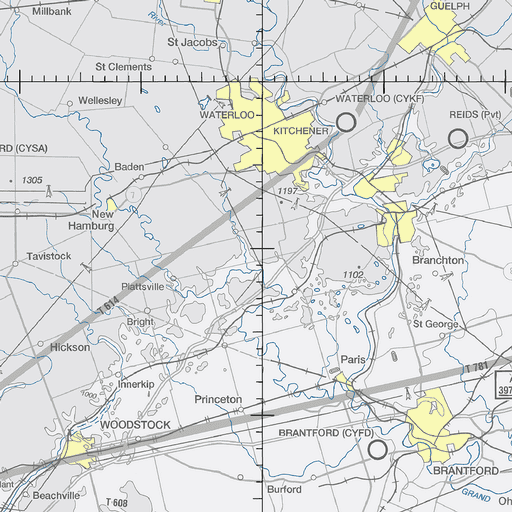 GUELPH
Millbank
River
St Jacobs
St Clements
Wellesley
WATERLOO (CYKF)
WATERLOO
REIDS (Pvt)
KITCHENER
RD (CYSA)
Baden
1305
1197
New
Hamburg
Tavistock
Branchton
1102
Plattsville
T 614
Bright
St George
Hickson
Paris
T 781
Innerkip
1000
Princeton
397
WOODSTOCK
BRANTFORD (CYFD)
BRANTFORD
Beachville
Burford
GRAND
T 608